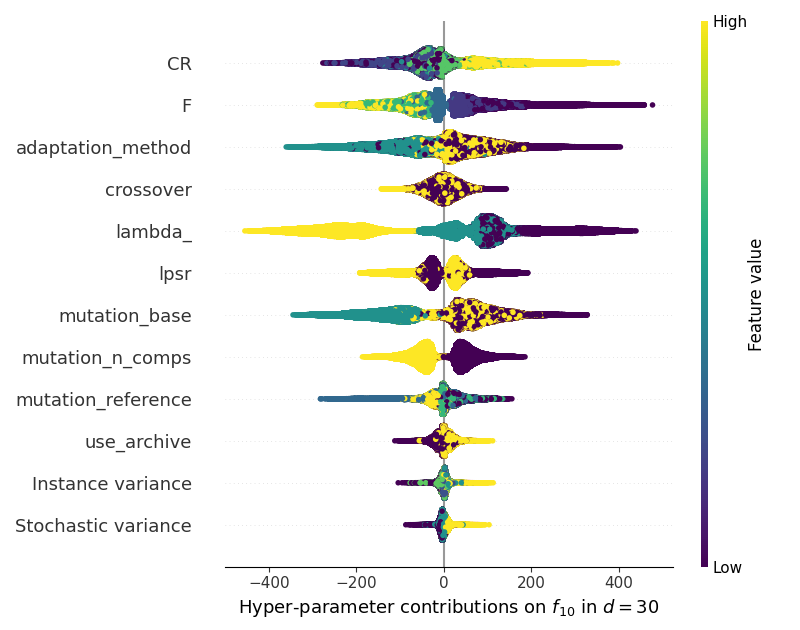 High
CR
F
adaptation_method
crossover
lambda_
lpsr
mutation_base
mutation_n_comps
mutation_reference
use_archive
Instance variance
Stochastic variance
Feature value
Low
−400 −200 0 200 400
Hyper-parameter contributions on f₁₀ in d = 30